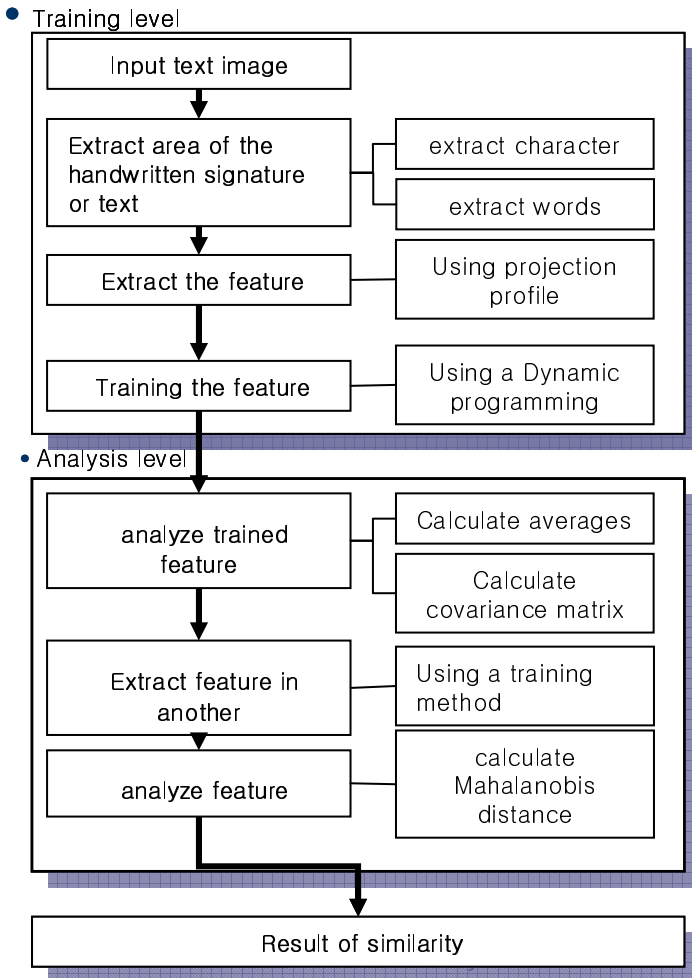 • Training level
Input text image
Extract area of the
handwritten signature
or text
extract character
extract words
Extract the feature
Using projection
profile
Training the feature
Using a Dynamic
programming
• Analysis level
analyze trained
feature
Calculate averages
Calculate
covariance matrix
Extract feature in
another
Using a training
method
analyze feature
calculate
Mahalanobis
distance
Result of similarity